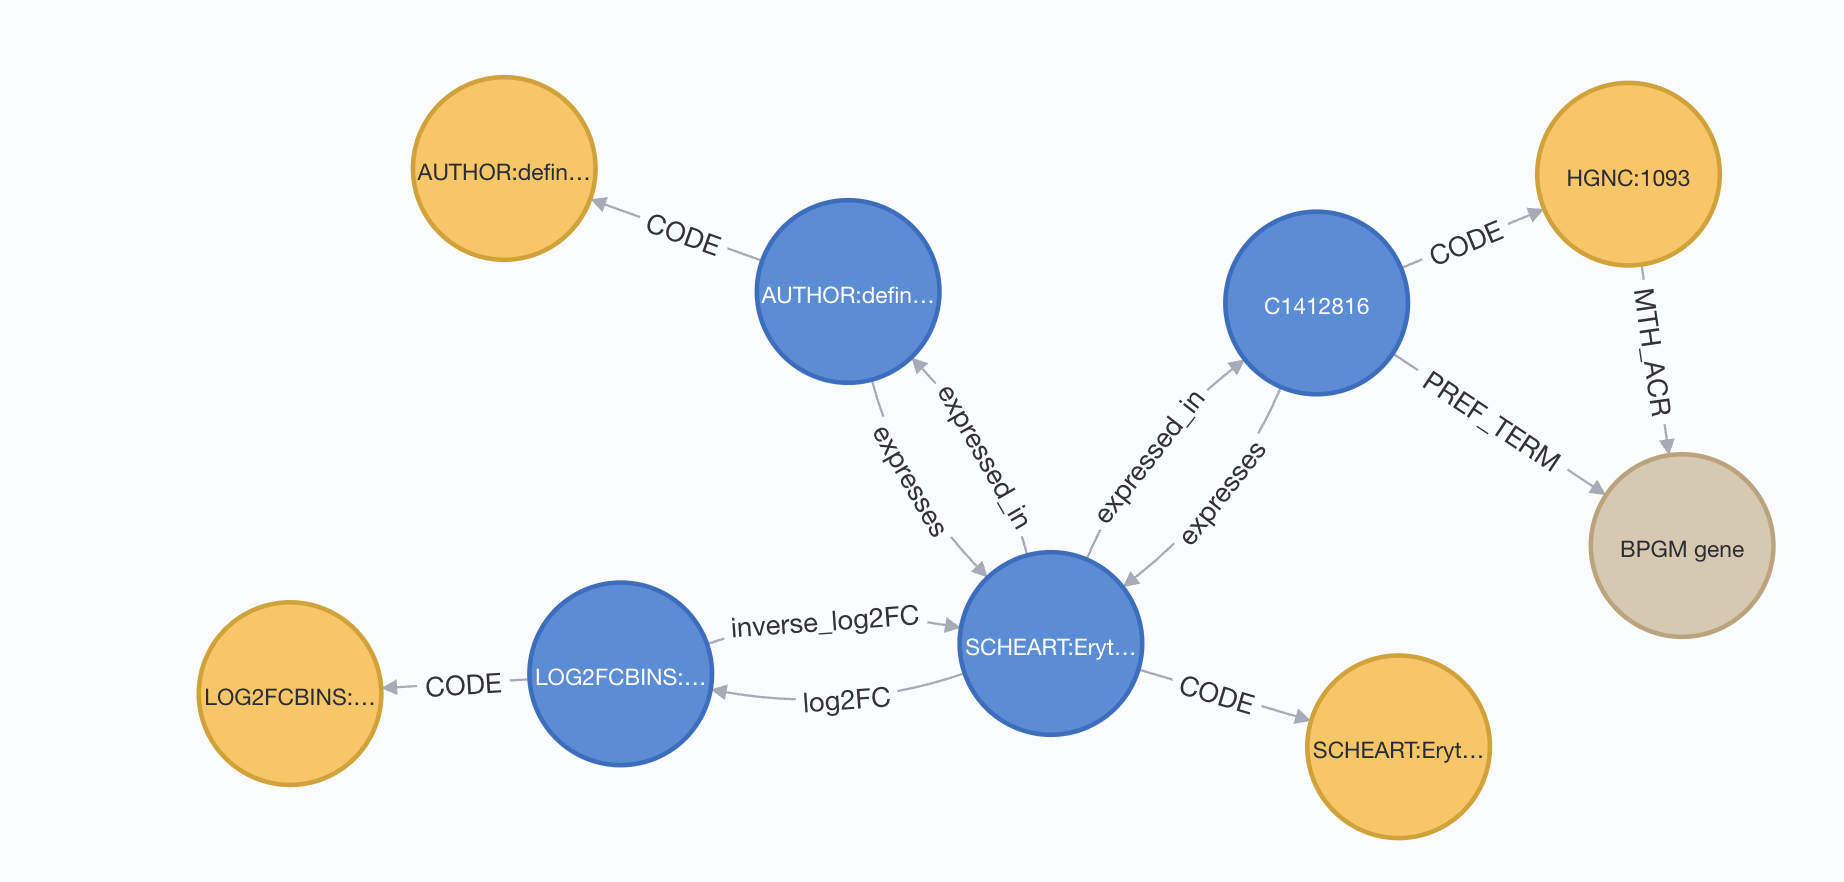 AUTHOR:defin…
HGNC:1093
CODE
CODE
AUTHOR:defin…
C1412816
MTH_ACR
PREF_TERM
expressed_in
expressed_in
expresses
expresses
BPGM gene
inverse_log2FC
SCHEART:Eryt…
LOG2FCBINS:…
CODE
LOG2FCBINS:…
log2FC
CODE
SCHEART:Eryt…